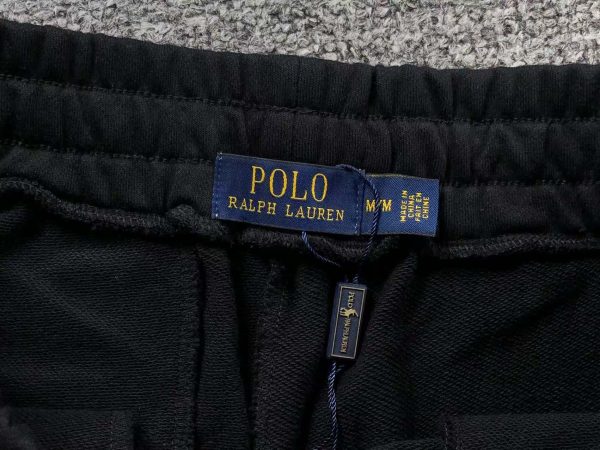 POLO
RALPH LAUREN
M/M
MADE IN
CHINA
FAIT EN
CHINE
POLO RALPH LAUREN